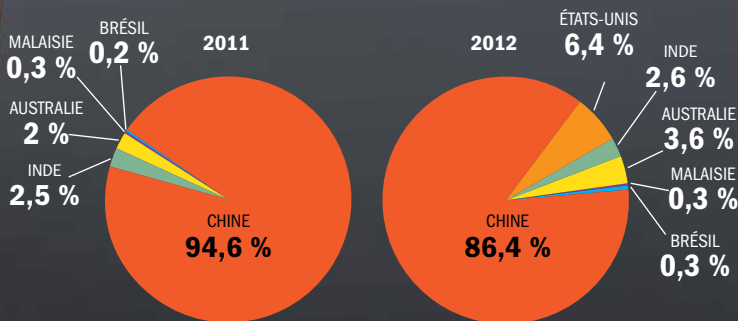 2011
BRÉSIL
0,2 %
MALAISIE
0,3 %
AUSTRALIE
2 %
INDE
2,5 %
CHINE
94,6 %
2012
ÉTATS-UNIS
6,4 %
INDE
2,6 %
AUSTRALIE
3,6 %
MALAISIE
0,3 %
BRÉSIL
0,3 %
CHINE
86,4 %